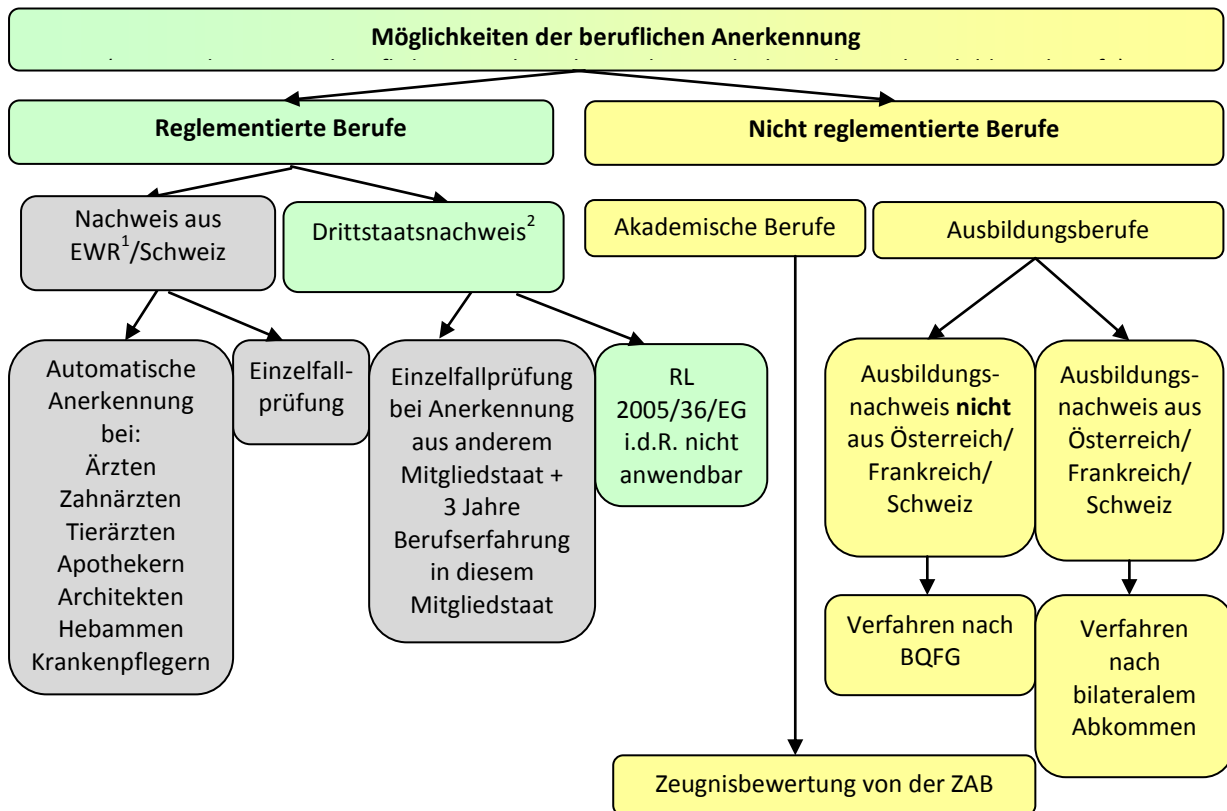 Möglichkeiten der beruflichen Anerkennung
Reglementierte Berufe
Nicht reglementierte Berufe
Nachweis aus
EWR¹/Schweiz
Drittstaatsnachweis²
Akademische Berufe
Ausbildungsberufe
Automatische
Anerkennung
bei:
Ärzten
Zahnärzten
Tierärzten
Apothekern
Architekten
Hebammen
Krankenpflegern
Einzelfall-
prüfung
Einzelfallprüfung
bei Anerkennung
aus anderem
Mitgliedstaat +
3 Jahre
Berufserfahrung
in diesem
Mitgliedstaat
RL
2005/36/EG
i.d.R. nicht
anwendbar
Ausbildungs-
nachweis nicht
aus Österreich/
Frankreich/
Schweiz
Ausbildungs-
nachweis aus
Österreich/
Frankreich/
Schweiz
Verfahren nach
BQFG
Verfahren
nach
bilateralem
Abkommen
Zeugnisbewertung von der ZAB